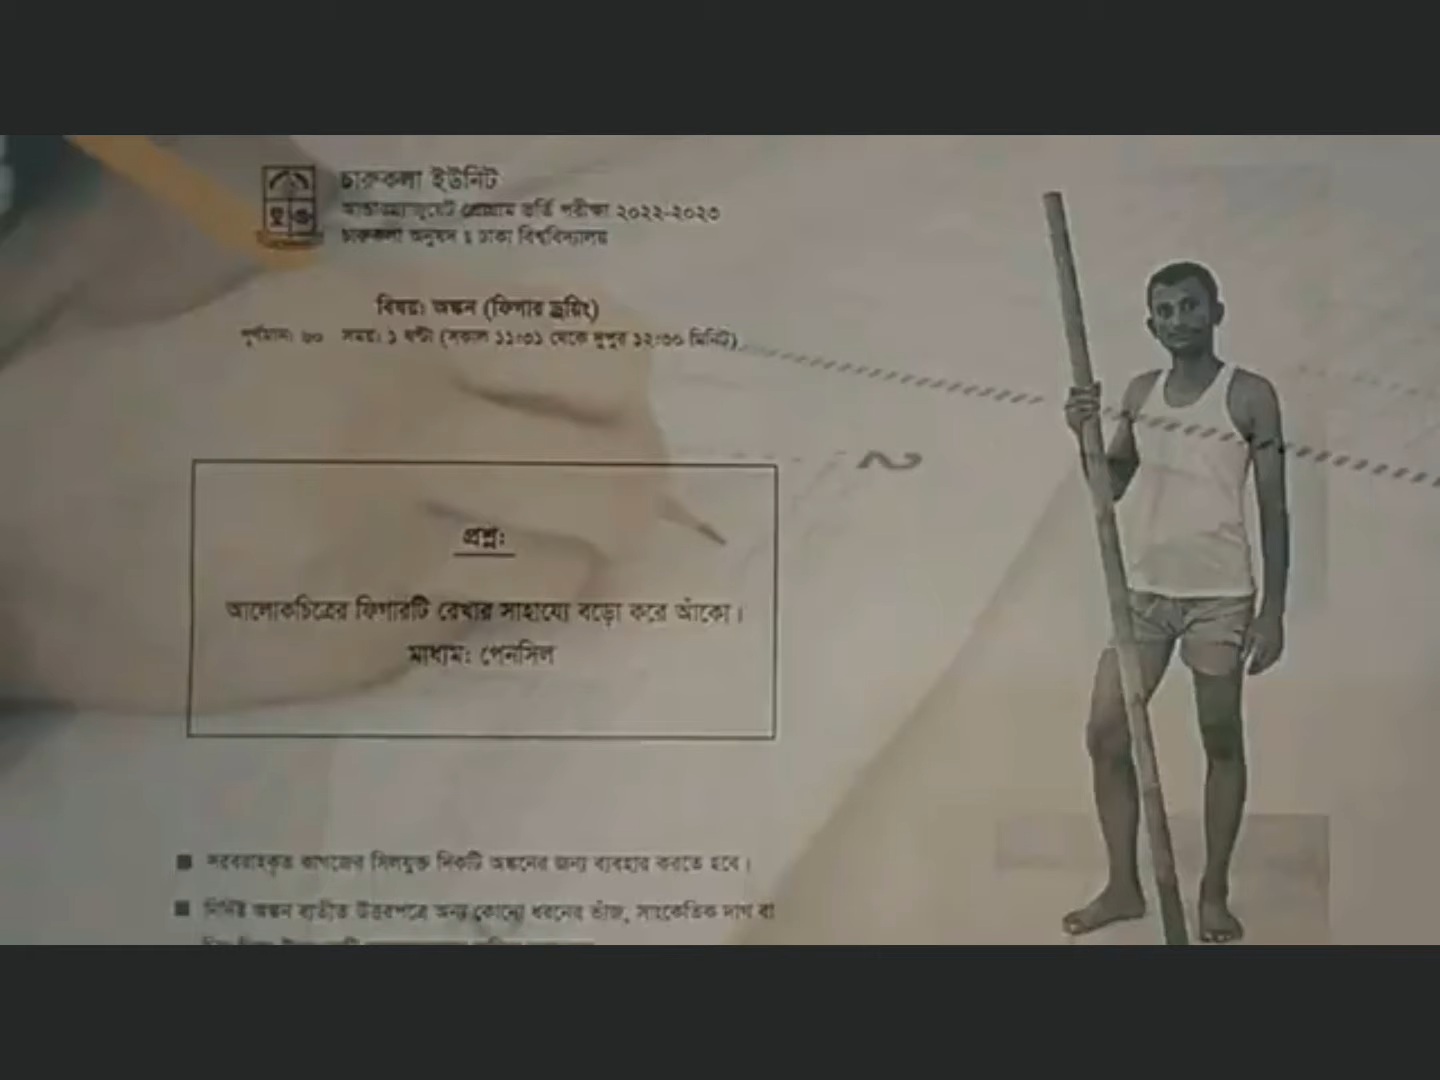 চারুকলা ইউনিট
আন্ডারগ্র্যাজুয়েট প্রোগ্রাম ভর্তি পরীক্ষা ২০২২-২০২৩
চারুকলা অনুষদ ঃ ঢাকা বিশ্ববিদ্যালয়
বিষয়: অঙ্কন (ফিগার ড্রয়িং)
পূর্ণমান: ৬০ সময়: ১ ঘণ্টা (সকাল ১১:৩১ থেকে দুপুর ১২:৩০ মিনিট)
প্রশ্ন:
আলোকচিত্রের ফিগারটি রেখার সাহায্যে বড়ো করে আঁকো।
মাধ্যম: পেনসিল
সরবরাহকৃত কাগজের সিলযুক্ত দিকটি অঙ্কনের জন্য ব্যবহার করতে হবে।
নির্দিষ্ট অঙ্কন ব্যতীত উত্তরপত্রে অন্য কোনো ধরনের ভাঁজ, সাংকেতিক দাগ বা